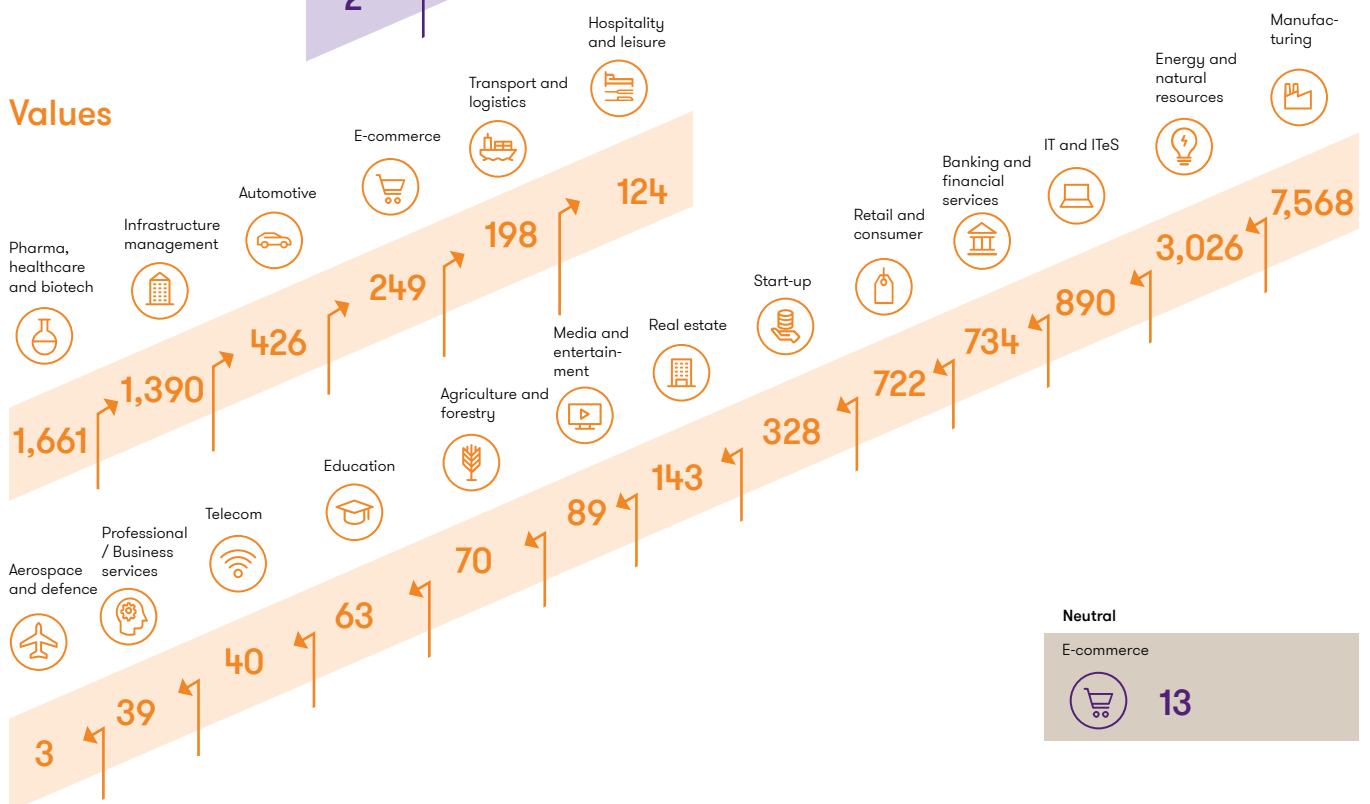 2
Values
Hospitality
and leisure
124
Transport and
logistics
198
E-commerce
249
Automotive
426
Infrastructure
management
1,390
Pharma,
healthcare
and biotech
1,661
Manufac-
turing
7,568
Energy and
natural
resources
3,026
IT and ITeS
890
Banking and
financial
services
734
Retail and
consumer
722
Start-up
328
Real estate
143
Media and
entertain-
ment
89
Agriculture and
forestry
70
Education
63
Telecom
40
Professional
/ Business
services
39
Aerospace
and defence
3
Neutral
E-commerce
13